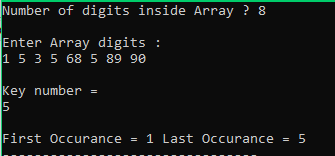 Number of digits inside Array ? 8
Enter Array digits :
1 5 3 5 68 5 89 90
Key number =
5
First Occurance = 1 Last Occurance = 5
--------------------------------